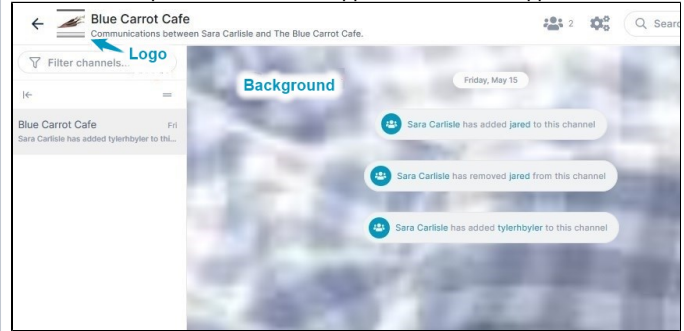 Blue Carrot Cafe
Communications between Sara Carlisle and The Blue Carrot Cafe.
2
Logo
Filter channels...
Background
Friday, May 15
Blue Carrot Cafe
Fri
Sara Carlisle has added tylerhbyler to thi...
Sara Carlisle has added jared to this channel
Sara Carlisle has removed jared from this channel
Sara Carlisle has added tylerhbyler to this channel